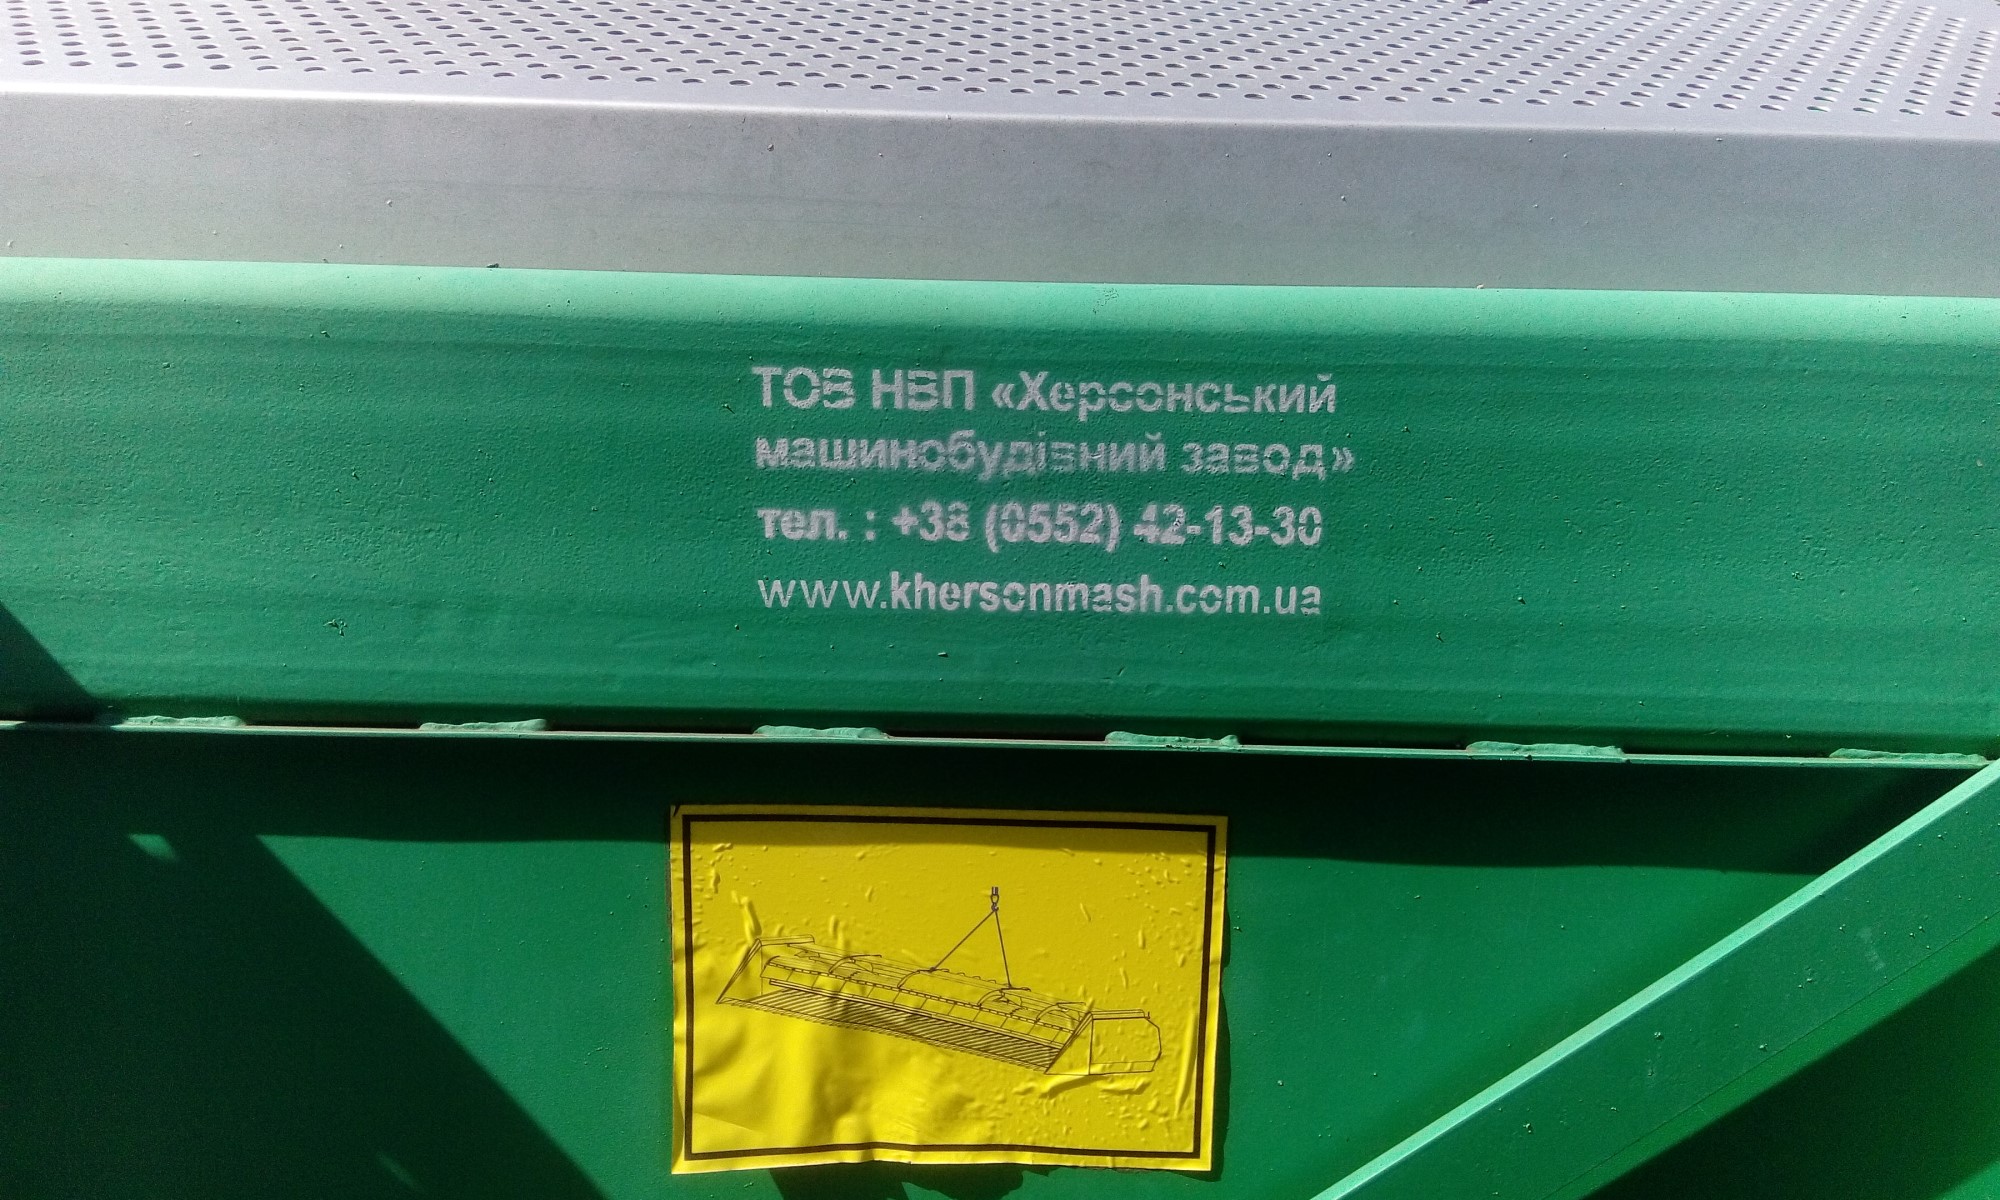 ТОВ НВП «Херсонський
машинобудівний завод»
тел. : +38 (0552) 42-13-30
www.khersonmash.com.ua